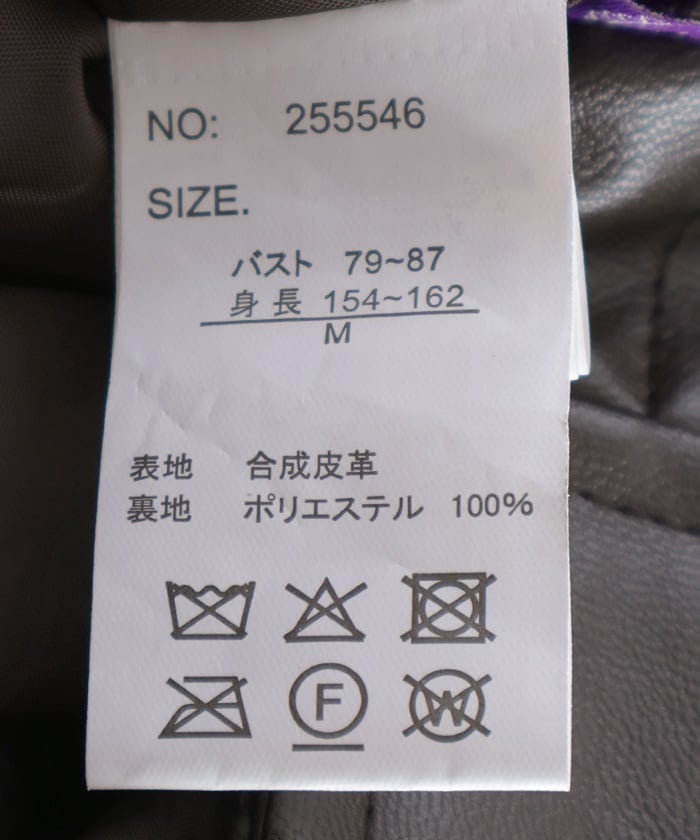 NO: 255546
SIZE.
バスト 79~87
身長 154~162
M
表地 合成皮革
裏地 ポリエステル 100%
F W